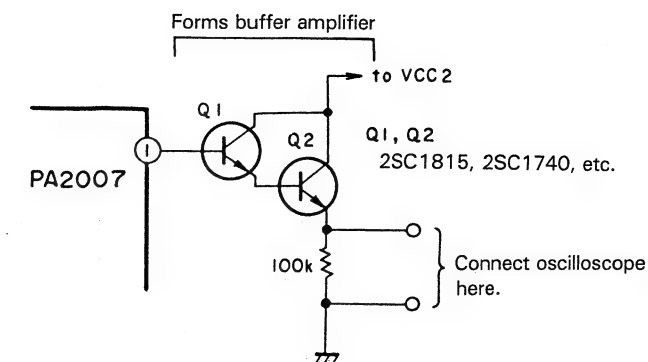 Forms buffer amplifier
to VCC2
Q1
Q2
Q1, Q2
2SC1815, 2SC1740, etc.
1
PA2007
100k
Connect oscilloscope
here.